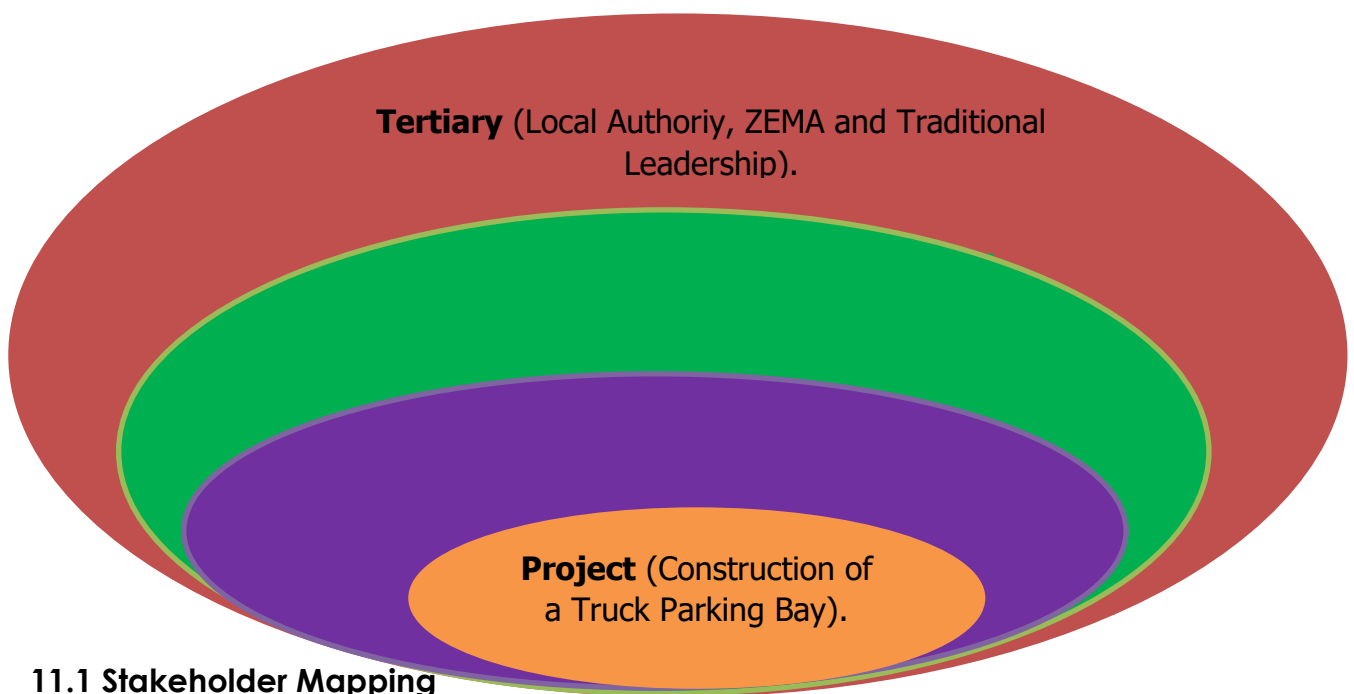 Tertiary (Local Authoriy, ZEMA and Traditional
Leadership).
Project (Construction of
a Truck Parking Bay).
11.1 Stakeholder Mapping